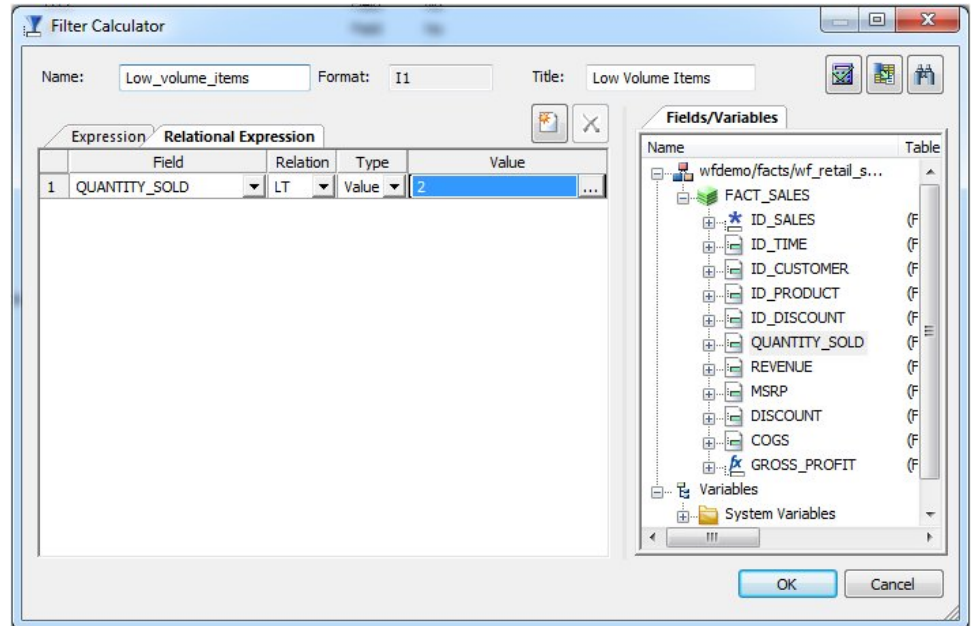 Filter Calculator
Name: Low_volume_items Format: I1 Title: Low Volume Items
Expression Relational Expression
Field Relation Type Value
1 QUANTITY_SOLD LT Value 2 ...
Fields/Variables
Name Table
wfdemo/facts/wf_retail_s...
FACT_SALES
ID_SALES (F
ID_TIME (F
ID_CUSTOMER (F
ID_PRODUCT (F
ID_DISCOUNT (F
QUANTITY_SOLD (F
REVENUE (F
MSRP (F
DISCOUNT (F
COGS (F
fx GROSS_PROFIT (F
Variables
System Variables
OK Cancel